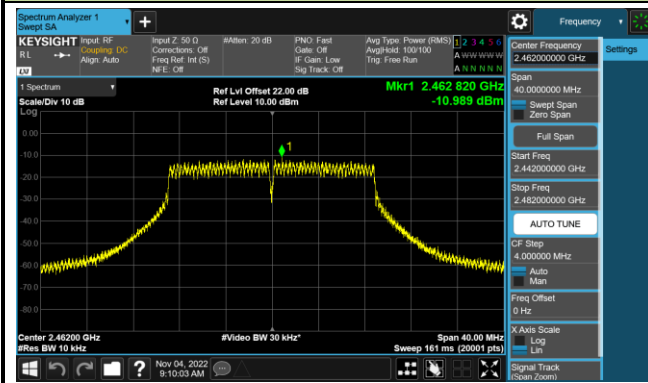 Spectrum Analyzer 1
Swept SA
Frequency
KEYSIGHT
RL
LXI
Input: RF
Coupling: DC
Align: Auto
Input Z: 50 Ω
Corrections: Off
Freq Ref: Int (S)
NFE: Off
#Atten: 20 dB
PNO: Fast
Gate: Off
IF Gain: Low
Sig Track: Off
Avg Type: Power (RMS)
Avg|Hold: 100/100
Trig: Free Run
1 2 3 4 5 6
A W W W W W
A N N N N N
1 Spectrum
Scale/Div 10 dB
Log
Ref Lvl Offset 22.00 dB
Ref Level 10.00 dBm
Mkr1 2.462 820 GHz
-10.989 dBm
0.00
-10.0
-20.0
-30.0
-40.0
-50.0
-60.0
-70.0
-80.0
1
Center 2.46200 GHz
#Res BW 10 kHz
#Video BW 30 kHz*
Span 40.00 MHz
Sweep 161 ms (20001 pts)
?
Nov 04, 2022
9:10:03 AM
Center Frequency
2.462000000 GHz
Span
40.0000000 MHz
Swept Span
Zero Span
Full Span
Start Freq
2.442000000 GHz
Stop Freq
2.482000000 GHz
AUTO TUNE
CF Step
4.000000 MHz
Auto
Man
Freq Offset
0 Hz
X Axis Scale
Log
Lin
Signal Track
(Span Zoom)
Settings